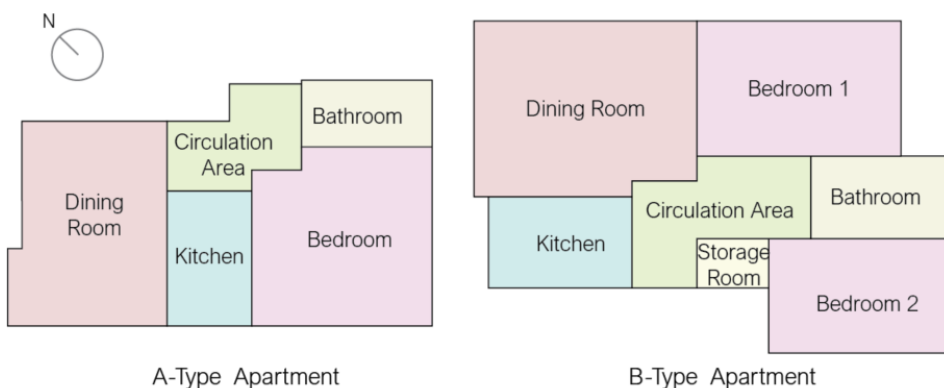 N
Bathroom
Circulation
Area
Dining
Room
Kitchen
Bedroom
A-Type Apartment
Dining Room
Bedroom 1
Circulation Area
Bathroom
Kitchen
Storage
Room
Bedroom 2
B-Type Apartment